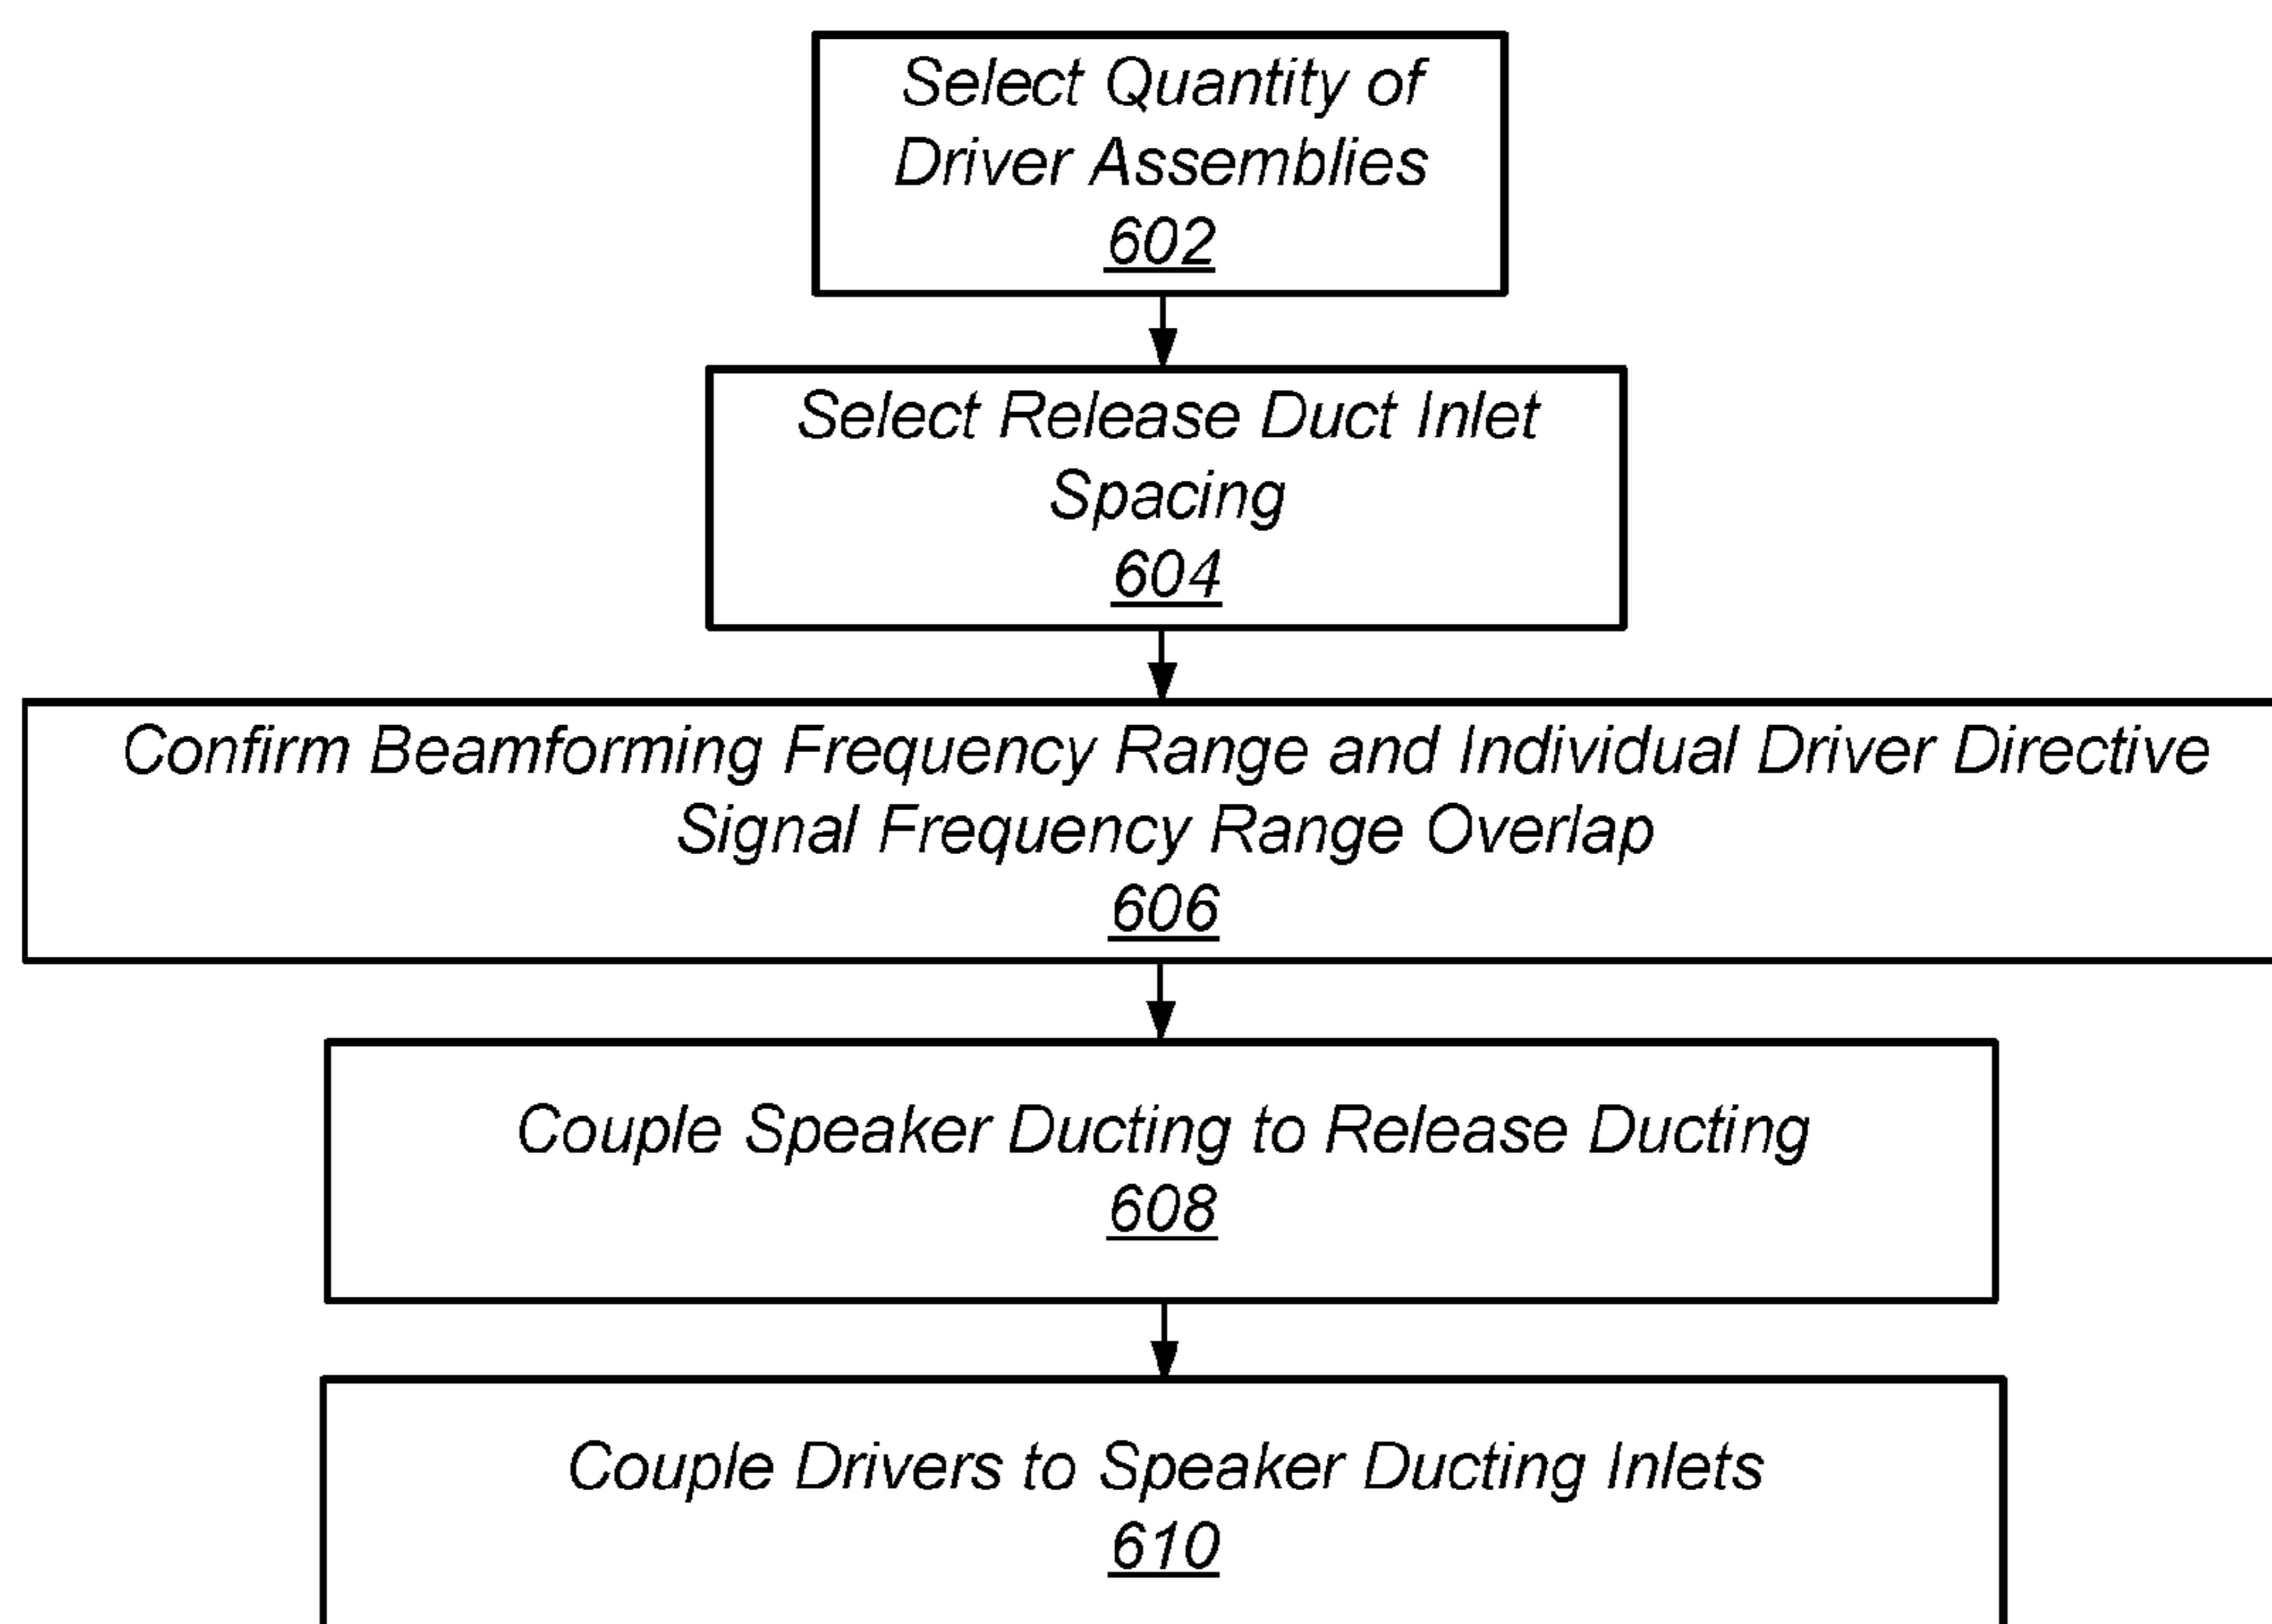 Select Quantity of
Driver Assemblies
602
Select Release Duct Inlet
Spacing
604
Confirm Beamforming Frequency Range and Individual Driver Directive
Signal Frequency Range Overlap
606
Couple Speaker Ducting to Release Ducting
608
Couple Drivers to Speaker Ducting Inlets
610